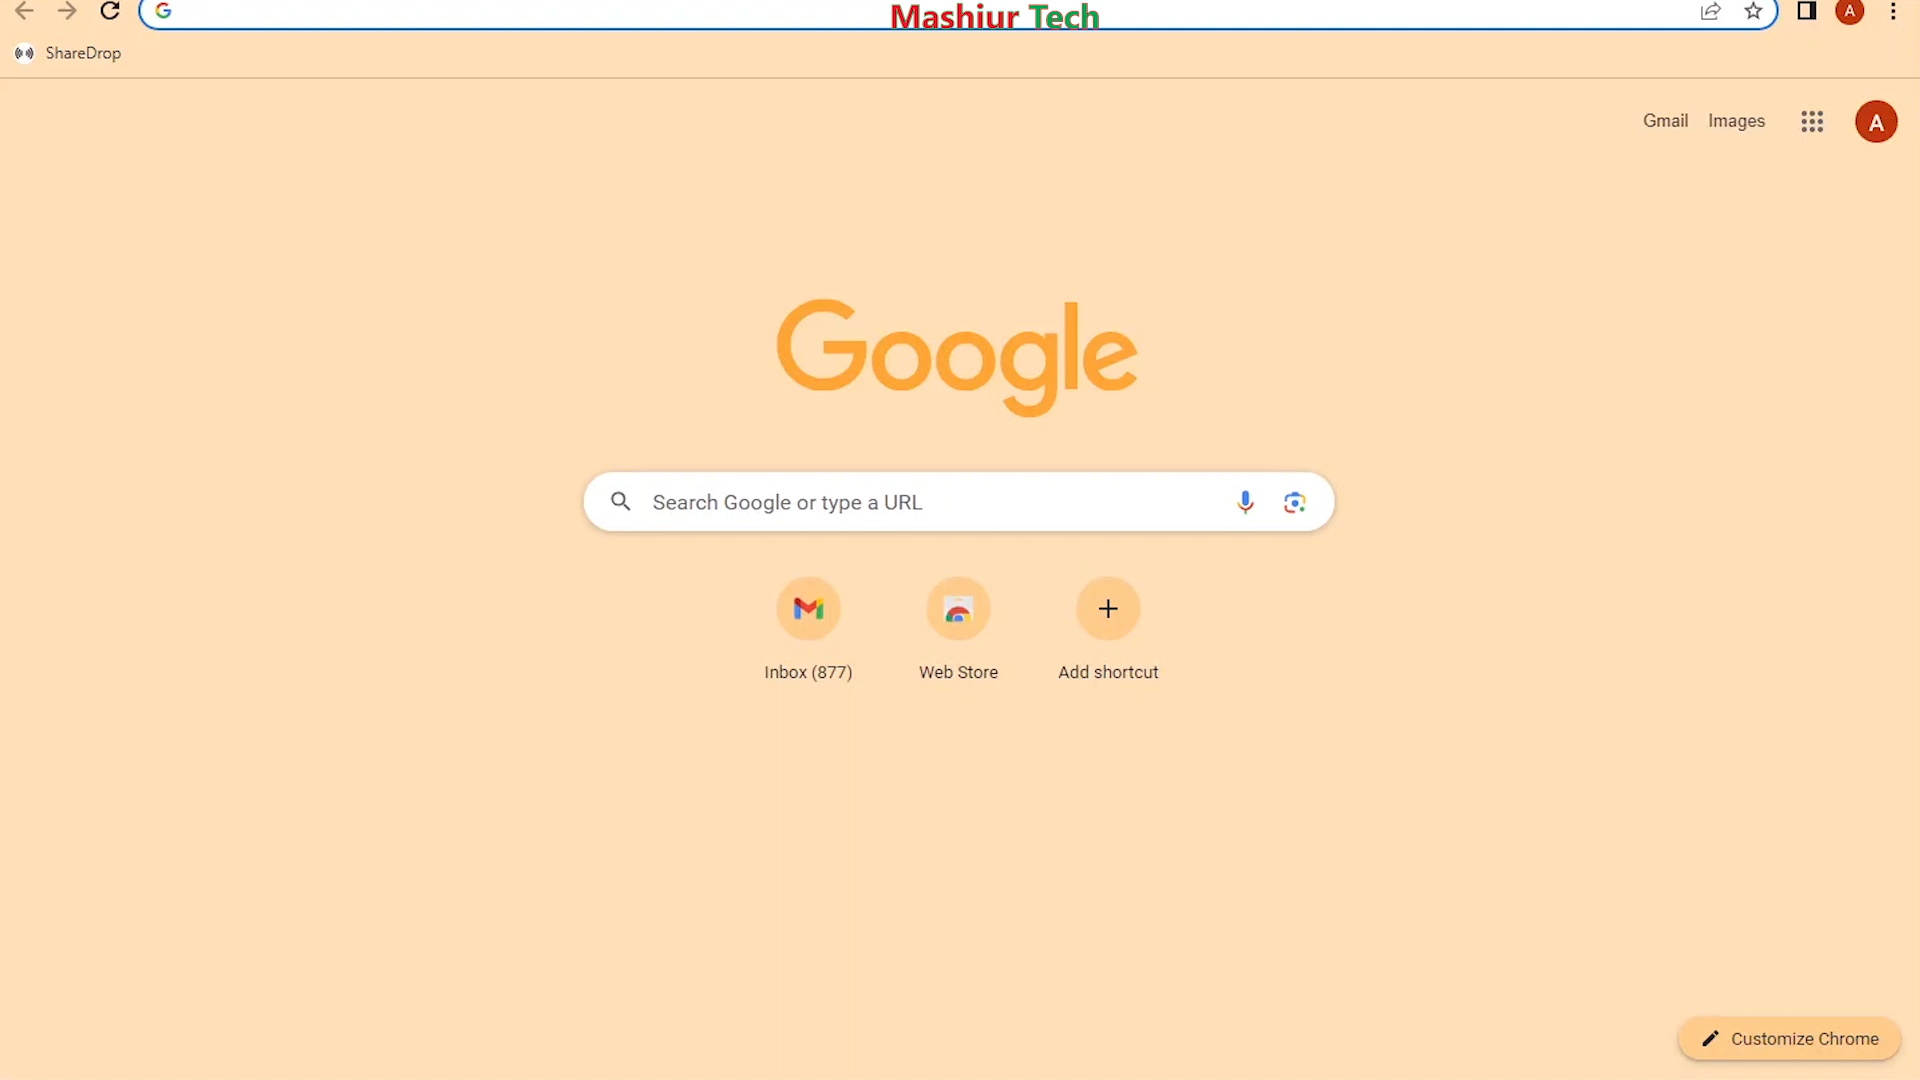 Mashiur Tech
A
ShareDrop
Gmail Images
A
Google
Search Google or type a URL
Inbox (877) Web Store Add shortcut
Customize Chrome